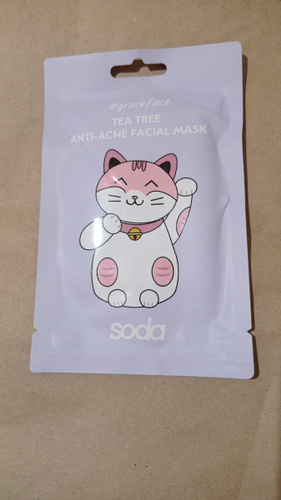 #graceface
TEA TREE
ANTI-ACNE FACIAL MASK
soda